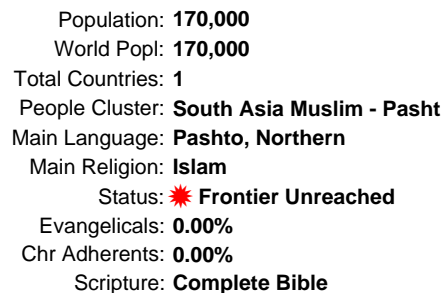 Population: 170,000
World Popl: 170,000
Total Countries: 1
People Cluster: South Asia Muslim - Pasht
Main Language: Pashto, Northern
Main Religion: Islam
Status: Frontier Unreached
Evangelicals: 0.00%
Chr Adherents: 0.00%
Scripture: Complete Bible